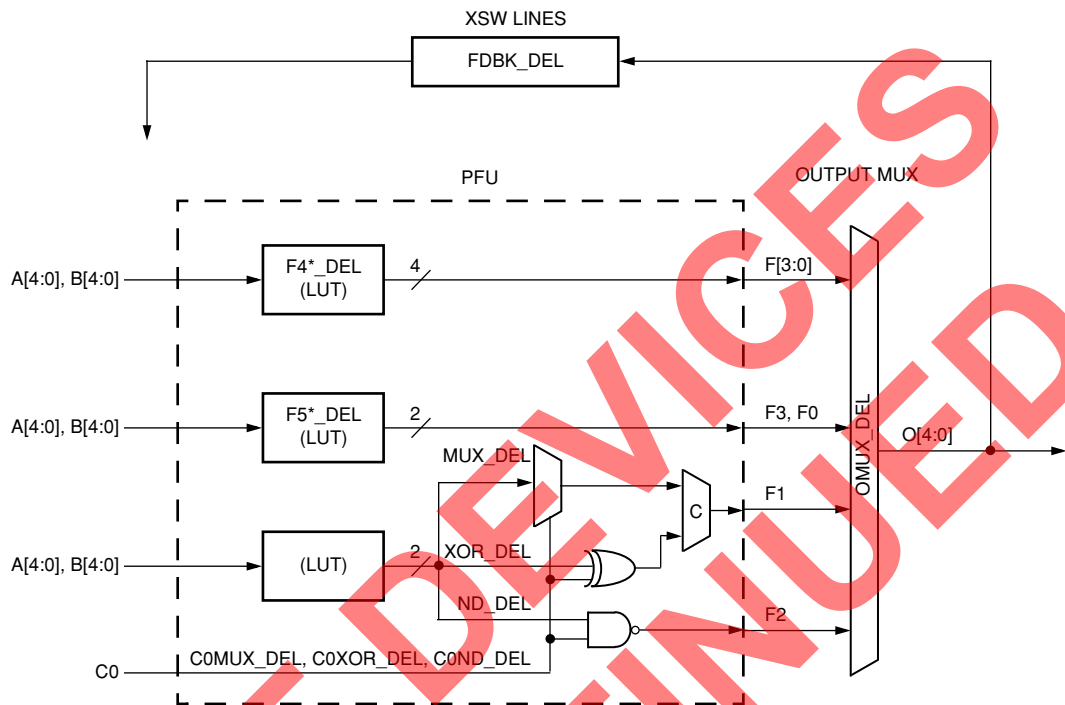 XSW LINES
FDBK_DEL
PFU
OUTPUT MUX
A[4:0], B[4:0]
F4*_DEL
(LUT)
4
F[3:0]
A[4:0], B[4:0]
F5*_DEL
(LUT)
2
F3, F0
OMUX_DEL
O[4:0]
MUX_DEL
C
F1
A[4:0], B[4:0]
(LUT)
2
XOR_DEL
ND_DEL
F2
C0
C0MUX_DEL, C0XOR_DEL, C0ND_DEL
DEVICES